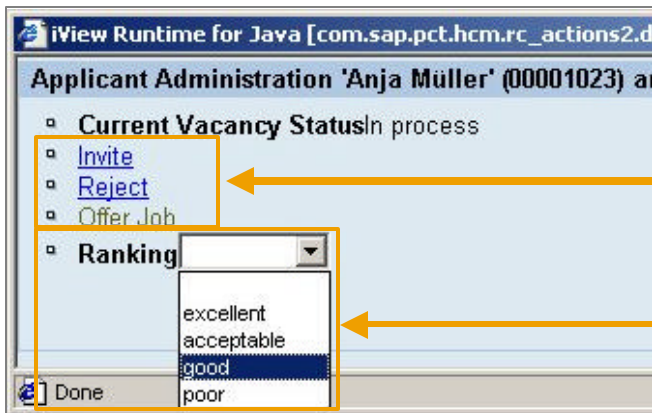 iView Runtime for Java [com.sap.pct.hcm.rc_actions2.d
Applicant Administration 'Anja Müller' (00001023) a
Current Vacancy StatusIn process
Invite
Reject
Offer Job
Ranking
excellent
acceptable
good
poor
Done